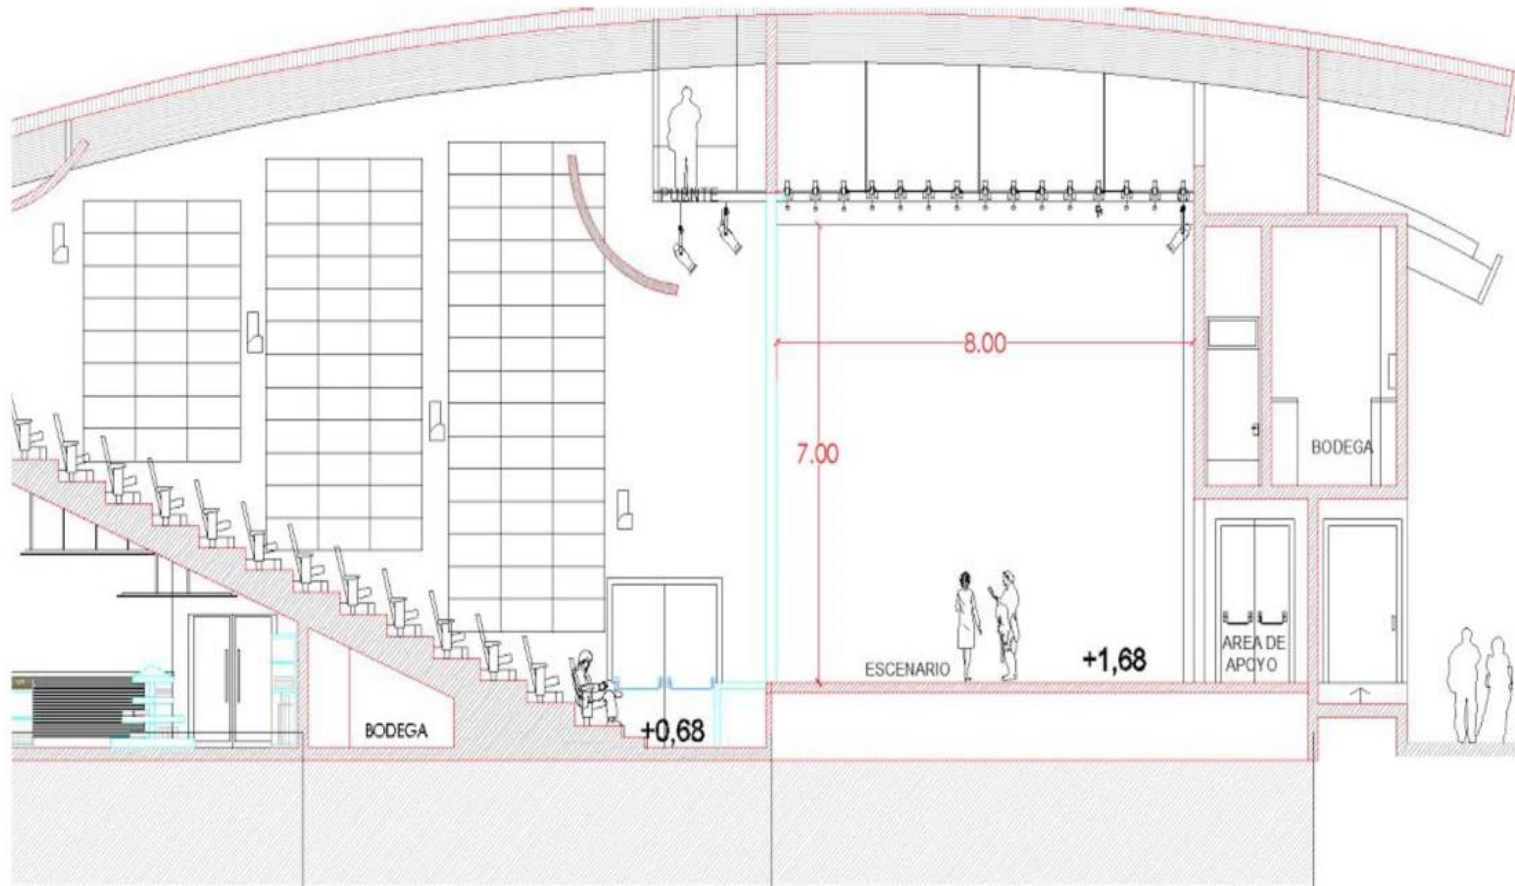 PUENTE
8.00
7.00
BODEGA
ESCENARIO
+1,68
AREA DE
APOYO
+0,68
BODEGA